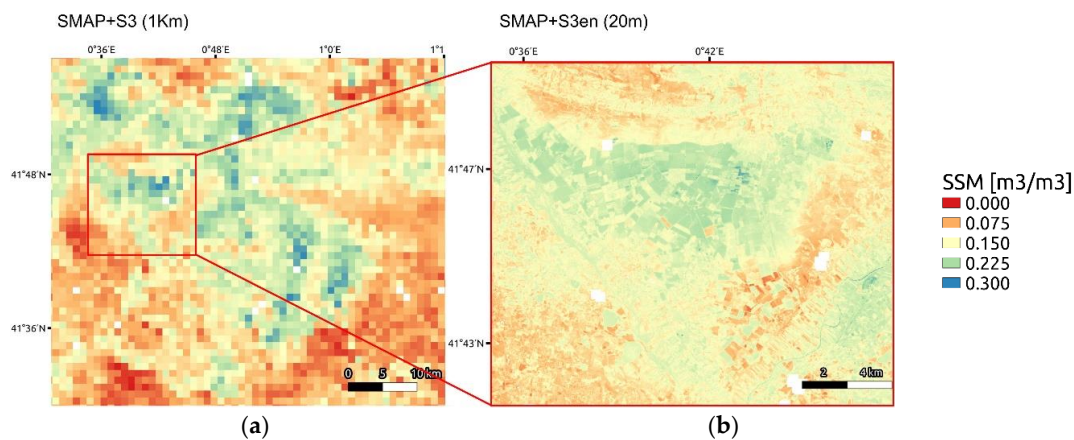 SMAP+S3 (1Km)
SMAP+S3en (20m)
0°36´E
0°48´E
1°0´E
1°1
0°36´E
0°42´E
41°48´N
41°36´N
41°47´N
41°43´N
SSM [m3/m3]
0.000
0.075
0.150
0.225
0.300
0 5 10 km
2 4 km
(a)
(b)